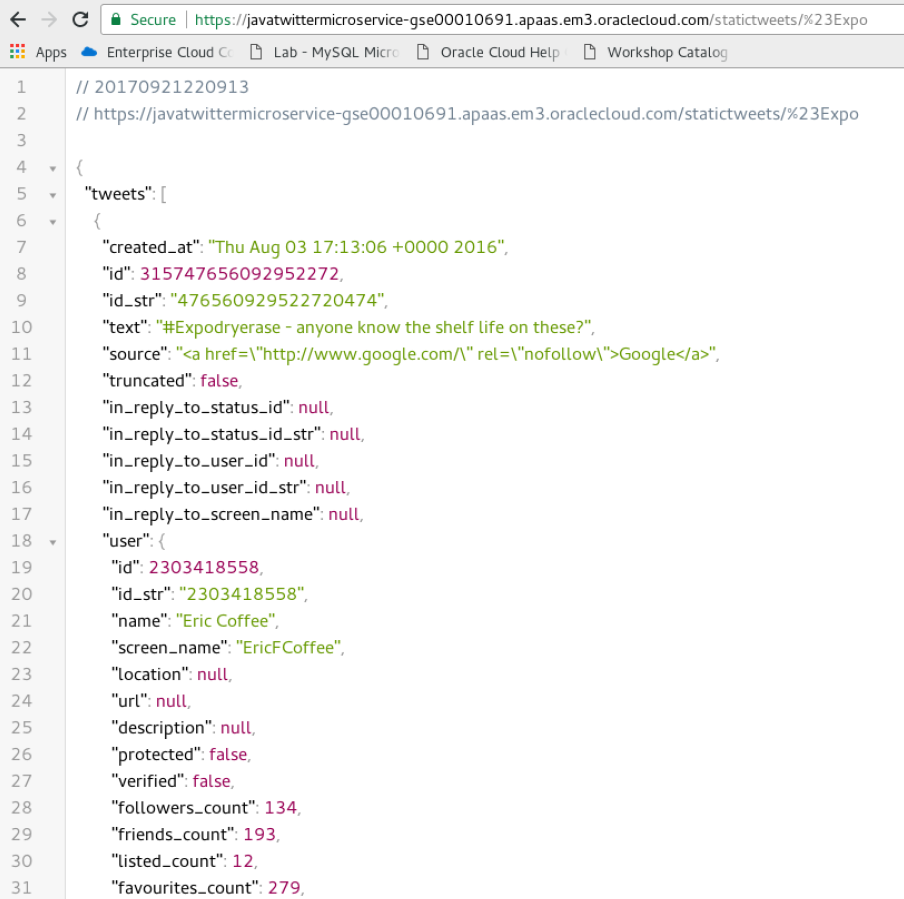 Secure https://javatwittermicroservice-gse00010691.apaas.em3.oraclecloud.com/statictweets/%23Expo
Apps Enterprise Cloud Lab - MySQL Micro Oracle Cloud Help Workshop Catalog
1 // 20170921220913
2 // https://javatwittermicroservice-gse00010691.apaas.em3.oraclecloud.com/statictweets/%23Expo
3
4 {
5 "tweets": [
6 {
7 "created_at": "Thu Aug 03 17:13:06 +0000 2016",
8 "id": 315747656092952272,
9 "id_str": "476560929522720474",
10 "text": "#Expodryerase - anyone know the shelf life on these?",
11 "source": "<a href=\"http://www.google.com/\" rel=\"nofollow\">Google</a>",
12 "truncated": false,
13 "in_reply_to_status_id": null,
14 "in_reply_to_status_id_str": null,
15 "in_reply_to_user_id": null,
16 "in_reply_to_user_id_str": null,
17 "in_reply_to_screen_name": null,
18 "user": {
19 "id": 2303418558,
20 "id_str": "2303418558",
21 "name": "Eric Coffee",
22 "screen_name": "EricFCoffee",
23 "location": null,
24 "url": null,
25 "description": null,
26 "protected": false,
27 "verified": false,
28 "followers_count": 134,
29 "friends_count": 193,
30 "listed_count": 12,
31 "favourites_count": 279,